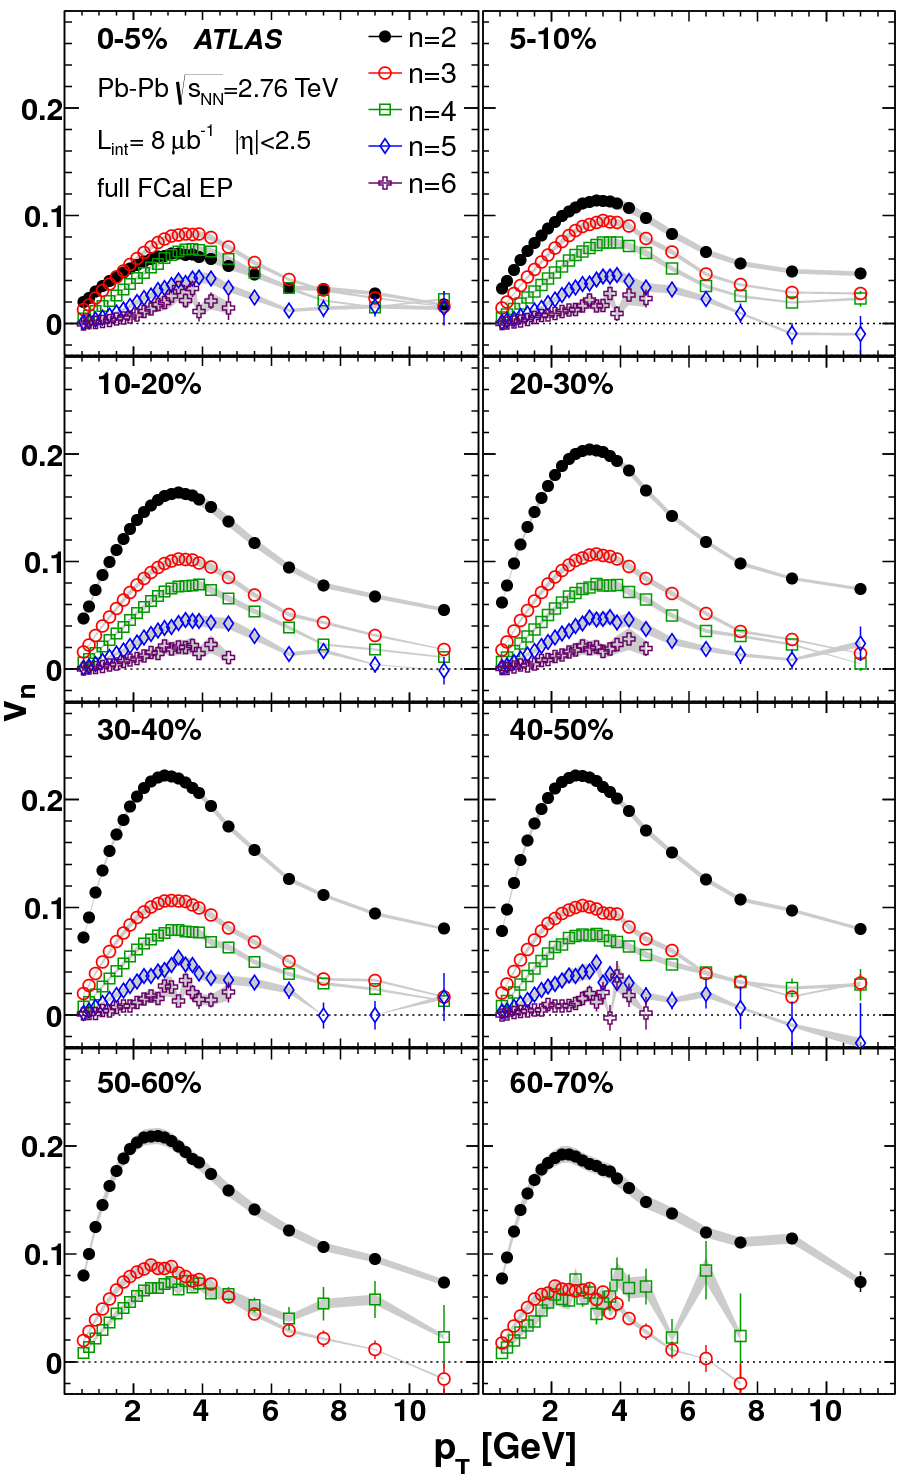 0-5% ATLAS
Pb-Pb √sNN=2.76 TeV
Lint= 8 μb-1 |η|<2.5
full FCal EP
n=2
n=3
n=4
n=5
n=6
5-10%
0.2
0.1
0
10-20%
20-30%
0.2
0.1
0
vn
30-40%
40-50%
0.2
0.1
0
50-60%
60-70%
0.2
0.1
0
2 4 6 8 10
2 4 6 8 10
pT [GeV]